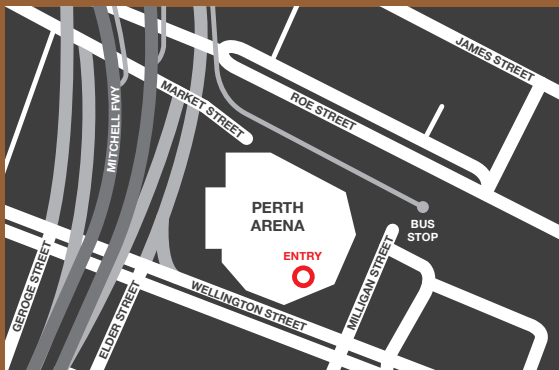 JAMES STREET
ROE STREET
MITCHELL FWY
MARKET STREET
PERTH
ARENA
BUS
STOP
ENTRY
GEROGE STREET
ELDER STREET
WELLINGTON STREET
MILLIGAN STREET